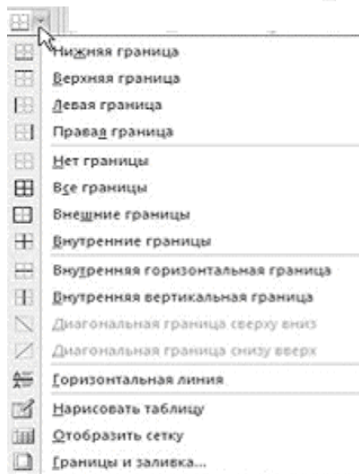 Нижняя граница
Верхняя граница
Левая граница
Правая граница
Нет границы
Все границы
Внешние границы
Внутренние границы
Внутренняя горизонтальная граница
Внутренняя вертикальная граница
Диагональная граница сверху вниз
Диагональная граница снизу вверх
Горизонтальная линия
Нарисовать таблицу
Отобразить сетку
Границы и заливка...